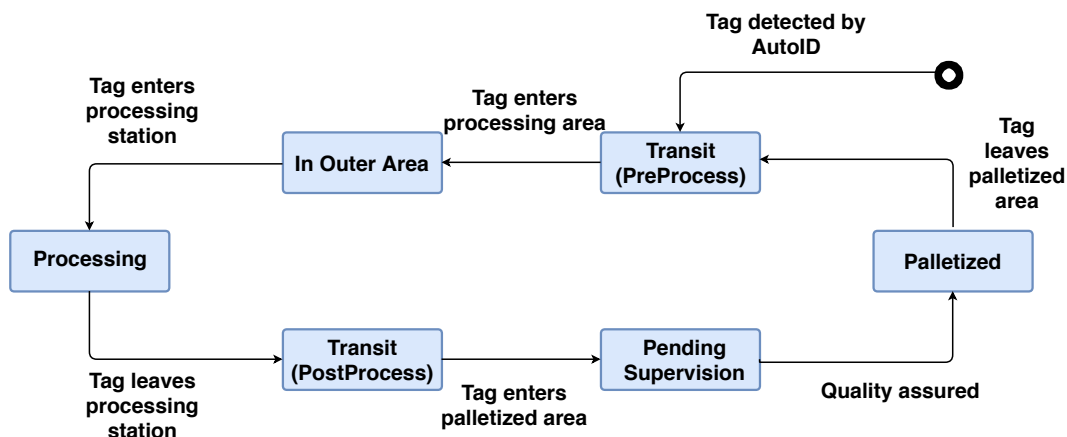 Tag detected by
AutoID
Tag enters
processing
station
Tag enters
processing area
Tag
leaves
palletized
area
In Outer Area
Transit
(PreProcess)
Processing
Palletized
Transit
(PostProcess)
Pending
Supervision
Tag leaves
processing
station
Tag enters
palletized area
Quality assured